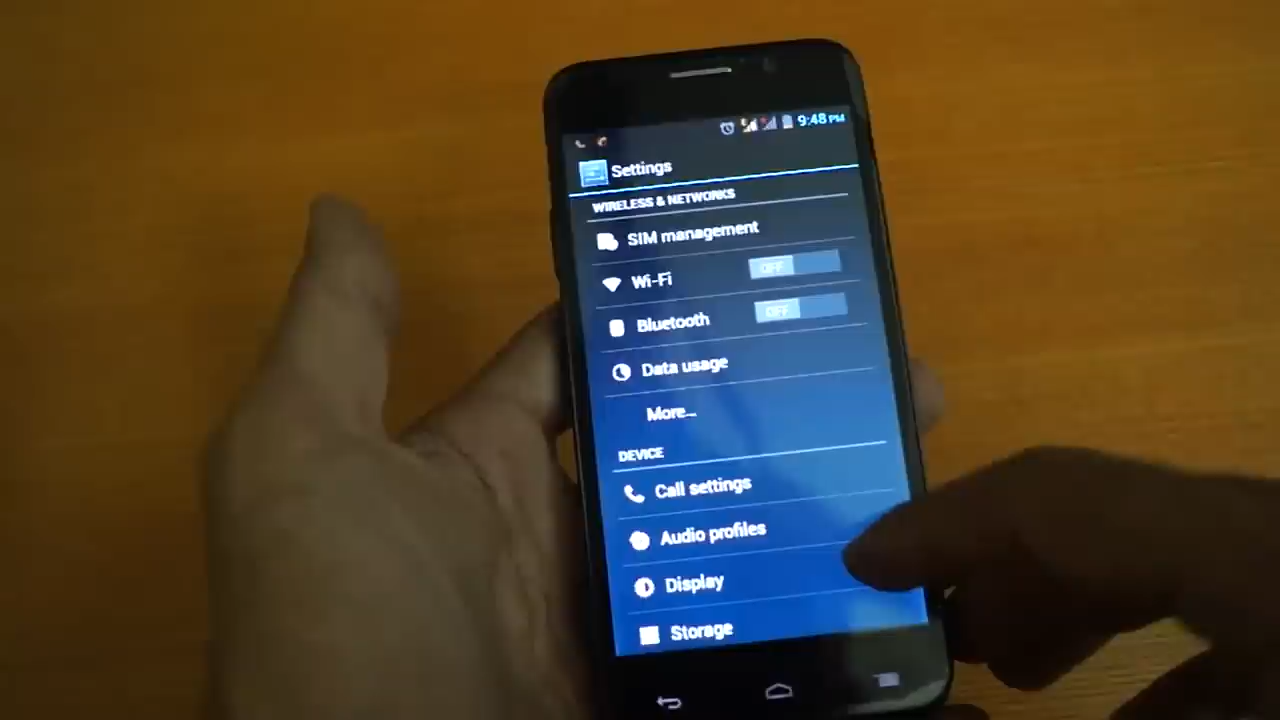 9:48 PM
Settings
WIRELESS & NETWORKS
SIM management
Wi-Fi OFF
Bluetooth OFF
Data usage
More...
DEVICE
Call settings
Audio profiles
Display
Storage